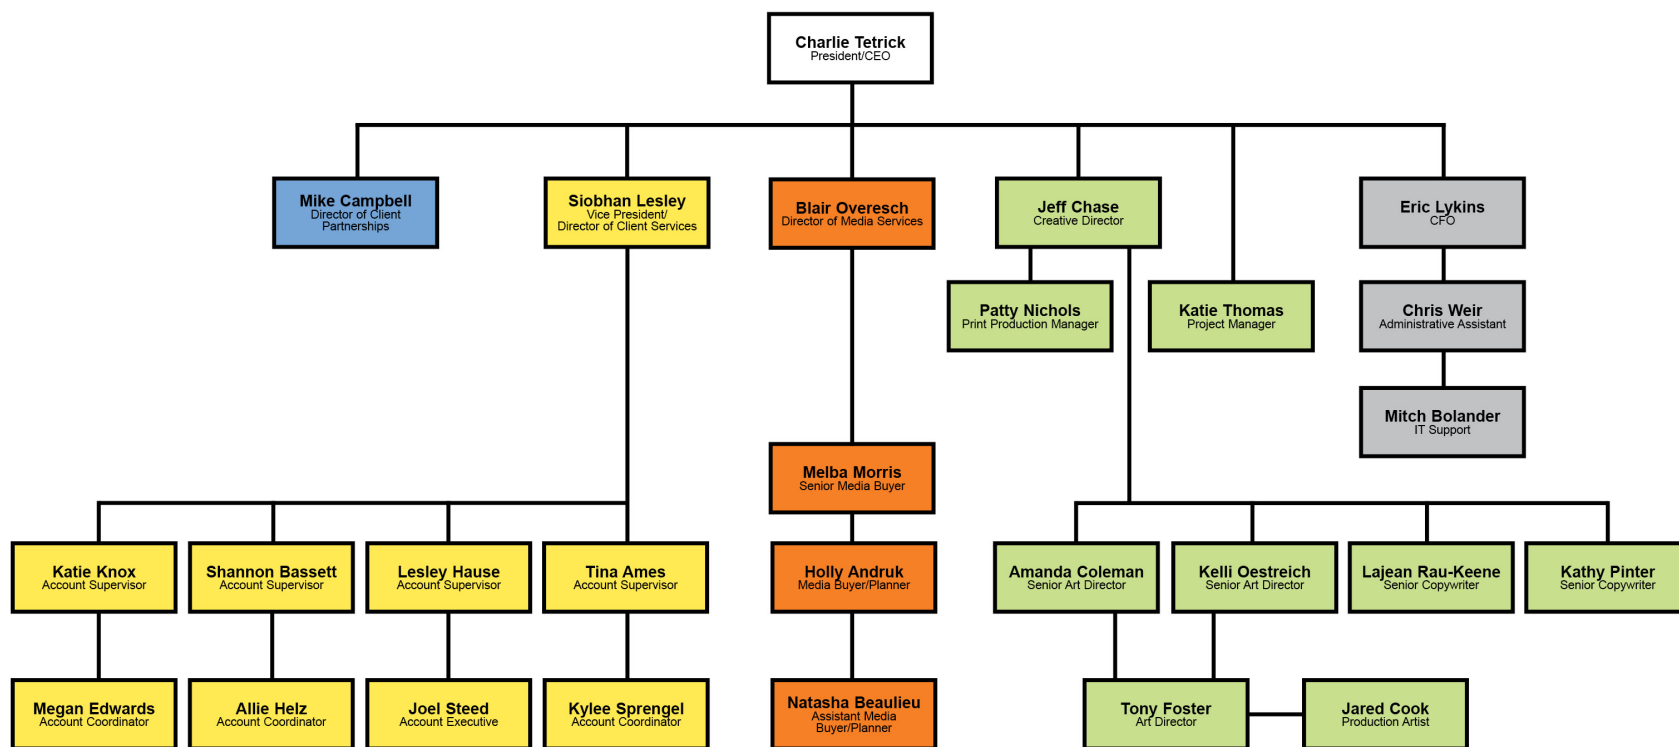 Charlie Tetrick
President/CEO
Mike Campbell
Director of Client
Partnerships
Siobhan Lesley
Vice President/
Director of Client Services
Blair Overesch
Director of Media Services
Jeff Chase
Creative Director
Eric Lykins
CFO
Patty Nichols
Print Production Manager
Katie Thomas
Project Manager
Chris Weir
Administrative Assistant
Mitch Bolander
IT Support
Melba Morris
Senior Media Buyer
Katie Knox
Account Supervisor
Shannon Bassett
Account Supervisor
Lesley Hause
Account Supervisor
Tina Ames
Account Supervisor
Holly Andruk
Media Buyer/Planner
Amanda Coleman
Senior Art Director
Kelli Oestreich
Senior Art Director
Lajean Rau-Keene
Senior Copywriter
Kathy Pinter
Senior Copywriter
Megan Edwards
Account Coordinator
Allie Helz
Account Coordinator
Joel Steed
Account Executive
Kylee Sprengel
Account Coordinator
Natasha Beaulieu
Assistant Media
Buyer/Planner
Tony Foster
Art Director
Jared Cook
Production Artist